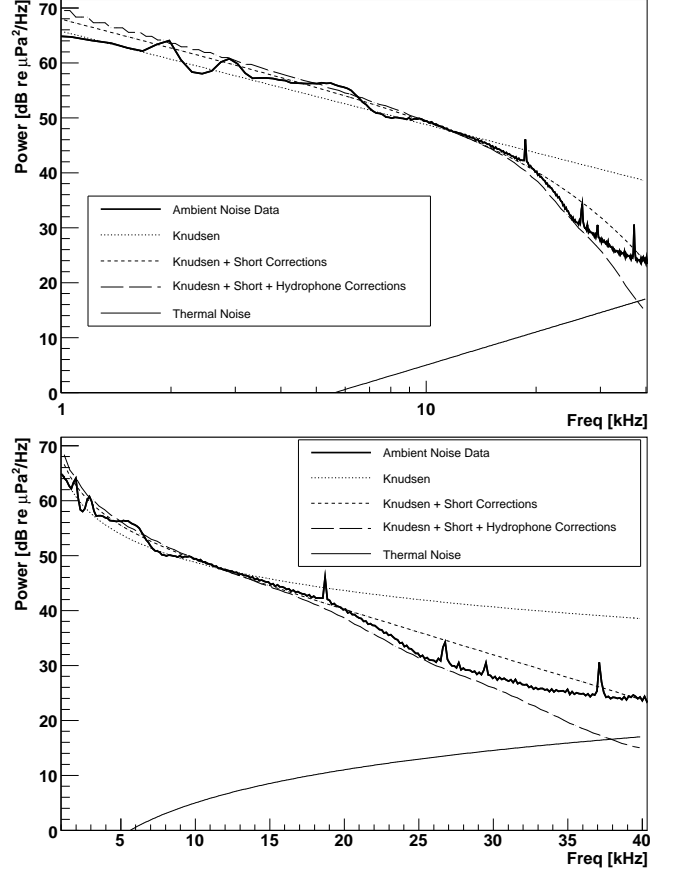 70
60
50
40
30
20
10
0
Power [dB re μPa²/Hz]
Ambient Noise Data
Knudsen
Knudsen + Short Corrections
Knudesn + Short + Hydrophone Corrections
Thermal Noise
1
10
Freq [kHz]
70
60
50
40
30
20
10
0
Power [dB re μPa²/Hz]
Ambient Noise Data
Knudsen
Knudsen + Short Corrections
Knudesn + Short + Hydrophone Corrections
Thermal Noise
5 10 15 20 25 30 35 40
Freq [kHz]